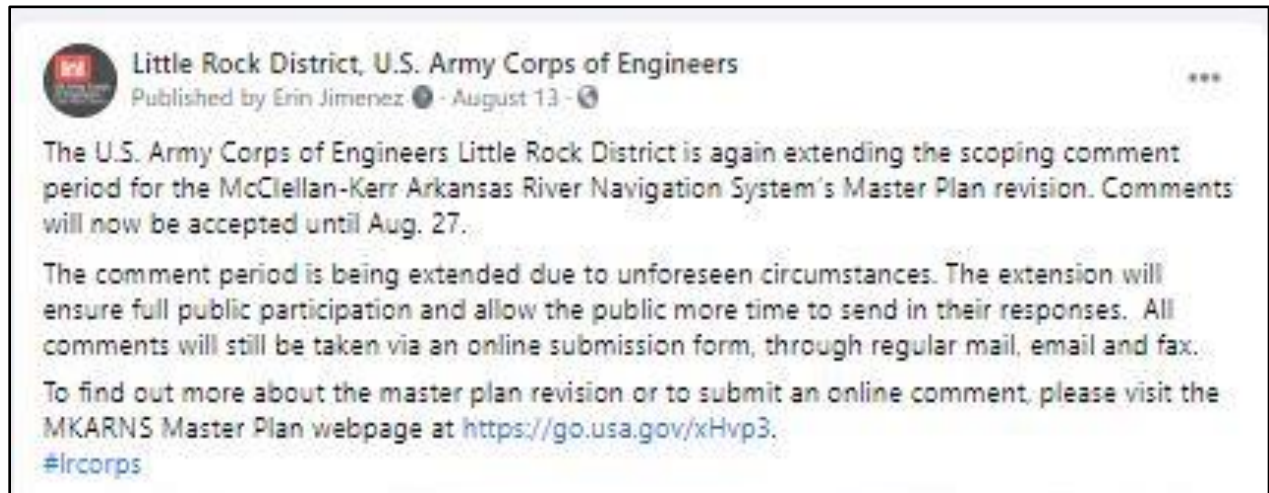 Little Rock District, U.S. Army Corps of Engineers
Published by Erin Jimenez · August 13 ·
The U.S. Army Corps of Engineers Little Rock District is again extending the scoping comment
period for the McClellan-Kerr Arkansas River Navigation System's Master Plan revision. Comments
will now be accepted until Aug. 27.
The comment period is being extended due to unforeseen circumstances. The extension will
ensure full public participation and allow the public more time to send in their responses. All
comments will still be taken via an online submission form, through regular mail, email and fax.
To find out more about the master plan revision or to submit an online comment, please visit the
MKARNS Master Plan webpage at https://go.usa.gov/xHvp3.
#lrcorps